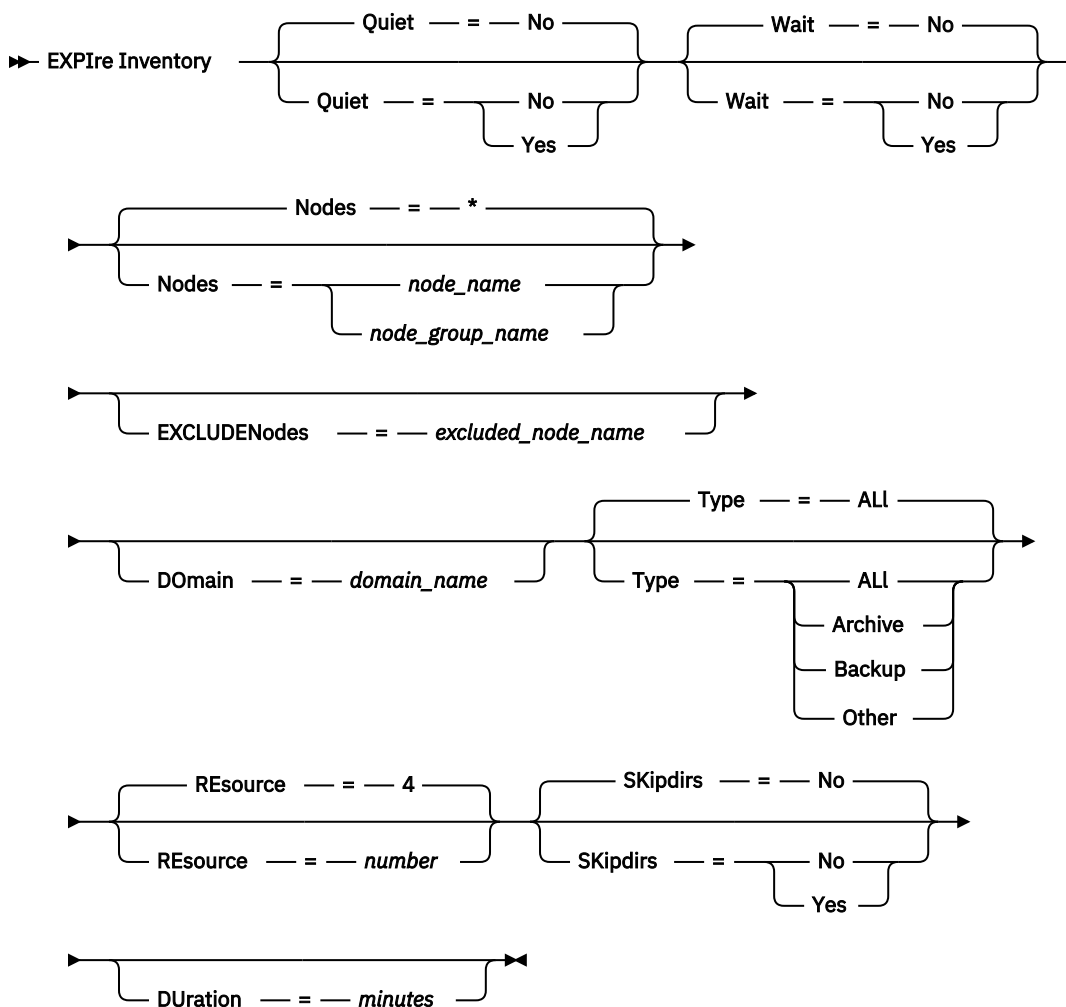 Quiet = No Wait = No
EXPIre Inventory
Quiet = No Wait = No
Yes Yes
Nodes = *
Nodes = node_name
node_group_name
EXCLUDENodes = excluded_node_name
Type = ALl
DOmain = domain_name Type = ALl
Archive
Backup
Other
REsource = 4 SKipdirs = No
REsource = number SKipdirs = No
Yes
DUration = minutes